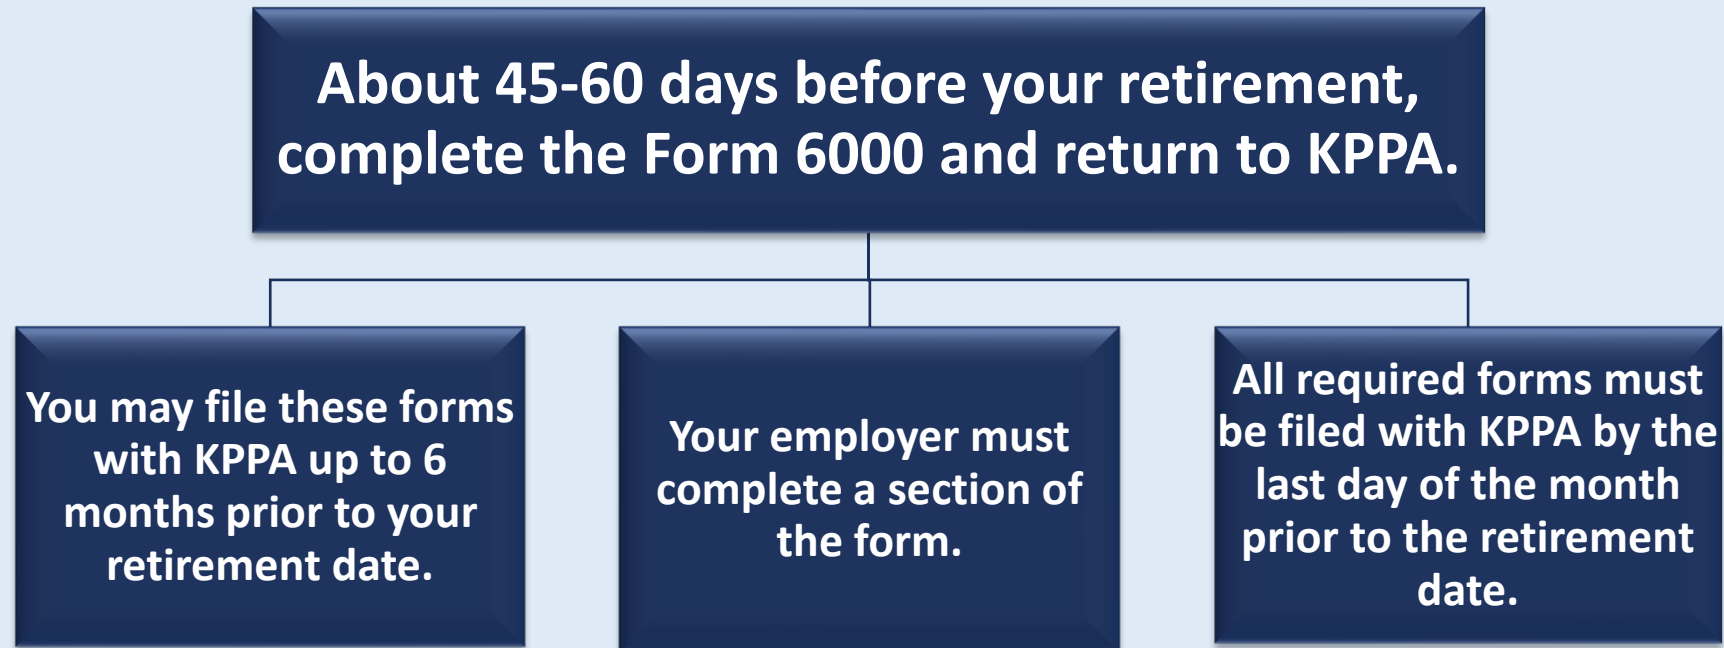 About 45-60 days before your retirement,
complete the Form 6000 and return to KPPA.
You may file these forms
with KPPA up to 6
months prior to your
retirement date.
Your employer must
complete a section of
the form.
All required forms must
be filed with KPPA by the
last day of the month
prior to the retirement
date.